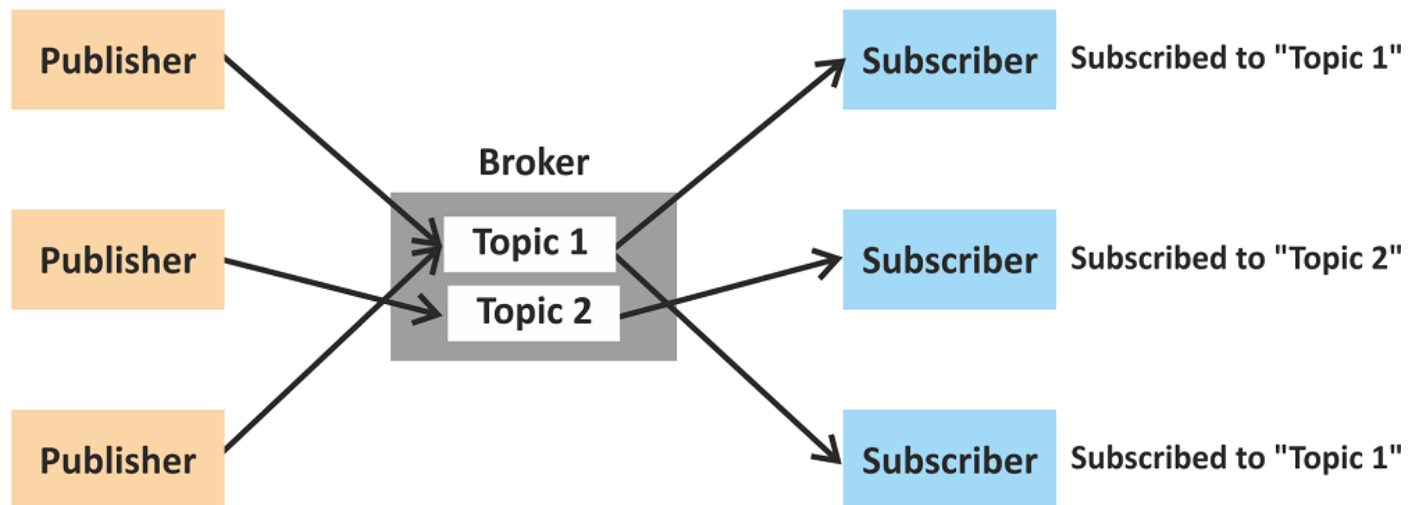 Publisher
Subscriber Subscribed to "Topic 1"
Broker
Topic 1
Publisher
Subscriber Subscribed to "Topic 2"
Topic 2
Publisher
Subscriber Subscribed to "Topic 1"